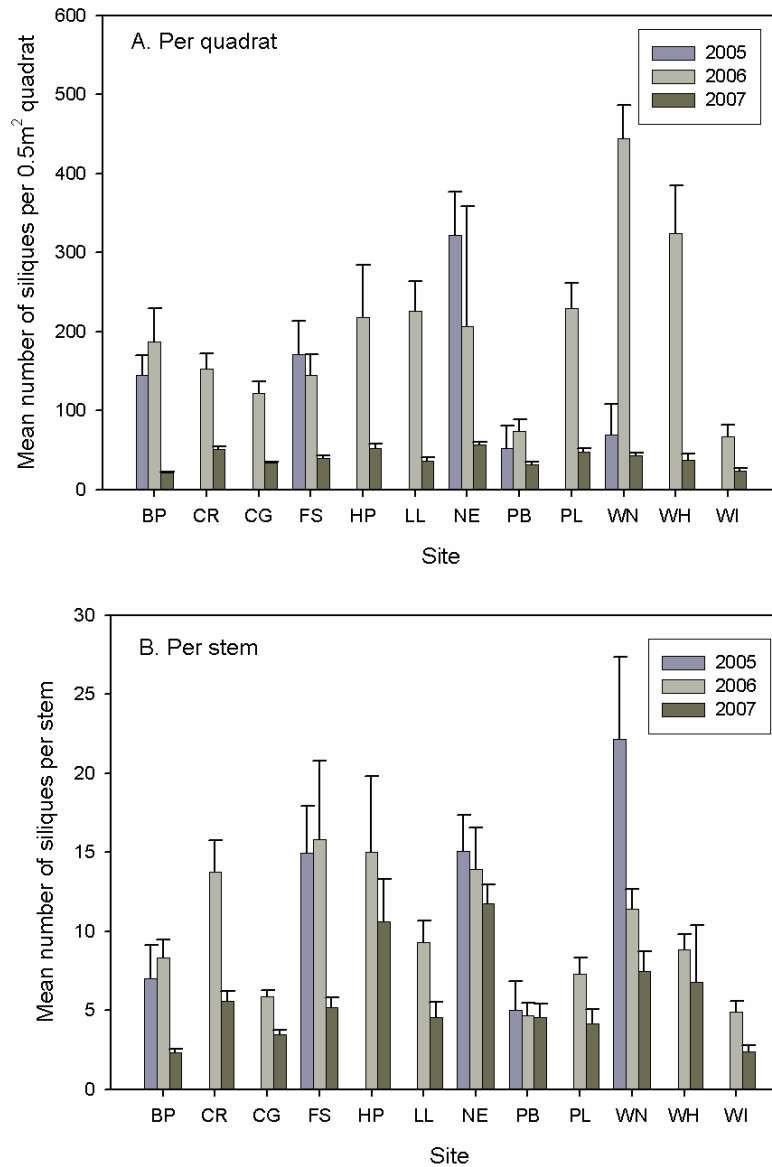 600
500
400
300
200
100
0
Mean number of siliques per 0.5m² quadrat
A. Per quadrat
2005
2006
2007
BP CR CG FS HP LL NE PB PL WN WH WI
Site
30
25
20
15
10
5
0
Mean number of siliques per stem
B. Per stem
2005
2006
2007
BP CR CG FS HP LL NE PB PL WN WH WI
Site